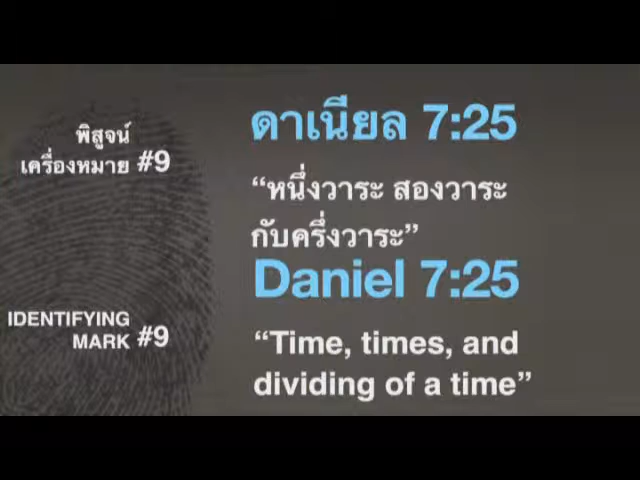 พิสูจน์
เครื่องหมาย #9
ดาเนียล 7:25
“หนึ่งวาระ สองวาระ
กับครึ่งวาระ”
Daniel 7:25
IDENTIFYING
MARK #9
“Time, times, and
dividing of a time”